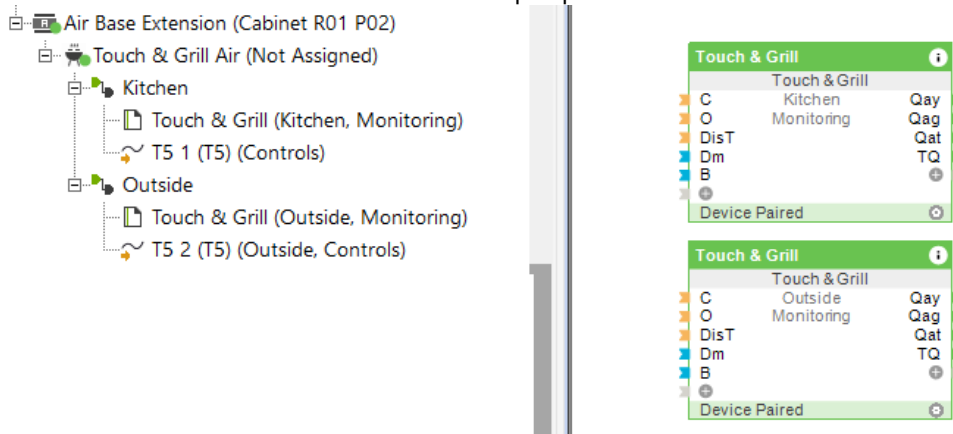 Air Base Extension (Cabinet R01 P02)
Touch & Grill Air (Not Assigned)
Kitchen
Touch & Grill (Kitchen, Monitoring)
T5 1 (T5) (Controls)
Outside
Touch & Grill (Outside, Monitoring)
T5 2 (T5) (Outside, Controls)
Touch & Grill i
Touch & Grill
C Kitchen Qay
O Monitoring Qag
DisT Qat
Dm TQ
B
Device Paired
Touch & Grill i
Touch & Grill
C Outside Qay
O Monitoring Qag
DisT Qat
Dm TQ
B
Device Paired